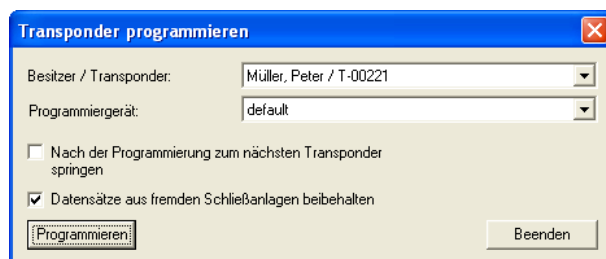 Transponder programmieren
Besitzer / Transponder: Müller, Peter / T-00221
Programmiergerät: default
Nach der Programmierung zum nächsten Transponder
springen
Datensätze aus fremden Schließanlagen beibehalten
Programmieren Beenden